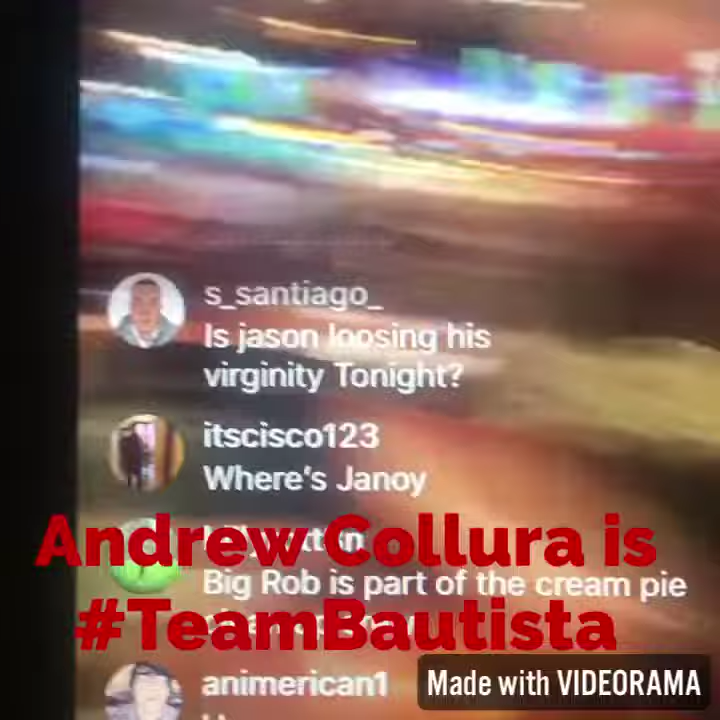 s_santiago_
Is jason loosing his
virginity Tonight?
itscisco123
Where's Janoy
Andrew Collura is
Big Rob is part of the cream pie
#TeamBautista
animerican1
Made with VIDEORAMA